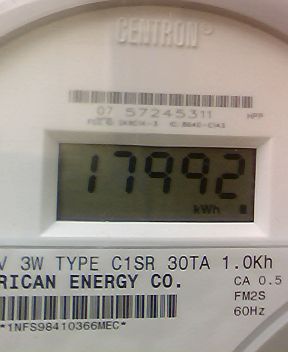 CENTRON®
07 57245311 MPP
17992
kWh
V 3W TYPE C1SR 30TA 1.0Kh
RICAN ENERGY CO. CA 0.5
FM2S
60Hz
*1NFS98410366MEC*